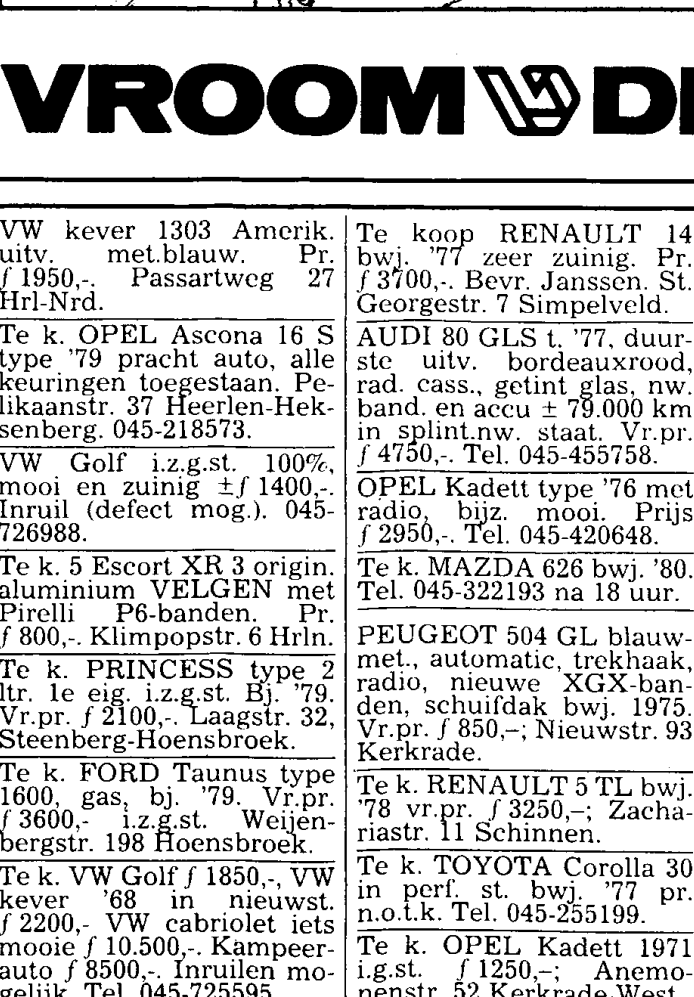 VROOM D
VW kever 1303 Amerik.
uitv. met.blauw. Pr.
ƒ 1950,-. Passartweg 27
Hrl-Nrd.
Te k. OPEL Ascona 16 S
type '79 pracht auto, alle
keuringen toegestaan. Pe-
likaanstr. 37 Heerlen-Hek-
senberg. 045-218573.
VW Golf i.z.g.st. 100%,
mooi en zuinig ±ƒ 1400,-.
Inruil (defect mog.). 045-
726988.
Te k. 5 Escort XR 3 origin.
aluminium VELGEN met
Pirelli P6-banden. Pr.
ƒ 800,-. Klimpopstr. 6 Hrln.
Te k. PRINCESS type 2
ltr. 1e eig. i.z.g.st. Bj. '79.
Vr.pr. ƒ 2100,-. Laagstr. 32,
Steenberg-Hoensbroek.
Te k. FORD Taunus type
1600, gas, bj. '79. Vr.pr.
ƒ 3600,- i.z.g.st. Weijen-
bergstr. 198 Hoensbroek.
Te k. VW Golf ƒ 1850,-, VW
kever '68 in nieuwst.
ƒ 2200,- VW cabriolet iets
mooie ƒ 10.500,-. Kampeer-
auto ƒ 8500,-. Inruilen mo-
gelijk. Tel. 045-725595.
Te koop RENAULT 14
bwj. '77 zeer zuinig. Pr.
ƒ 3700,-. Bevr. Janssen. St.
Georgestr. 7 Simpelveld.
AUDI 80 GLS t. '77, duur-
ste uitv. bordeauxrood,
rad. cass., getint glas, nw.
band. en accu ± 79.000 km
in splint.nw. staat. Vr.pr.
ƒ 4750,-. Tel. 045-455758.
OPEL Kadett type '76 met
radio, bijz. mooi. Prijs
ƒ 2950,-. Tel. 045-420648.
Te k. MAZDA 626 bwj. '80.
Tel. 045-322193 na 18 uur.
PEUGEOT 504 GL blauw-
met., automatic, trekhaak,
radio, nieuwe XGX-ban-
den, schuifdak bwj. 1975.
Vr.pr. ƒ 850,–; Nieuwstr. 93
Kerkrade.
Te k. RENAULT 5 TL bwj.
'78 vr.pr. ƒ 3250,–; Zacha-
riastr. 11 Schinnen.
Te k. TOYOTA Corolla 30
in perf. st. bwj. '77 pr.
n.o.t.k. Tel. 045-255199.
Te k. OPEL Kadett 1971
i.g.st. ƒ 1250,–; Anemo-
nenstr. 52 Kerkrade-West.